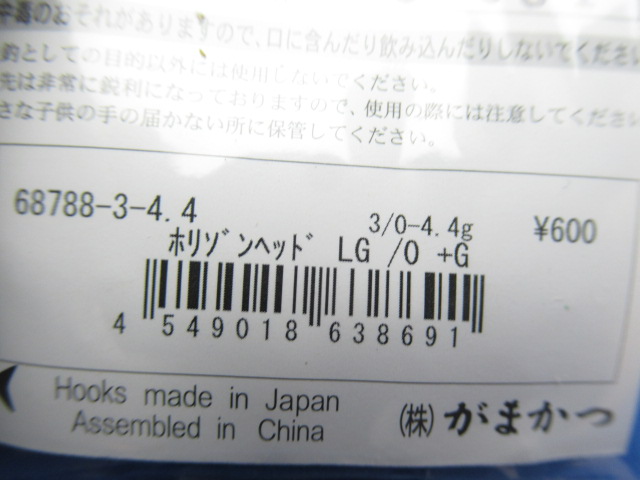 中毒のおそれがありますので、口に含んだり飲み込んだりしないでください
釣としての目的以外には使用しないでください。
先は非常に鋭利になっておりますので、使用の際には注意してください
さな子供の手の届かない所に保管してください。
68788-3-4.4
3/0-4.4g
¥600
ホリゾンヘッド LG /0 +G
4 549018 638691
Hooks made in Japan
Assembled in China
(株) がまかつ